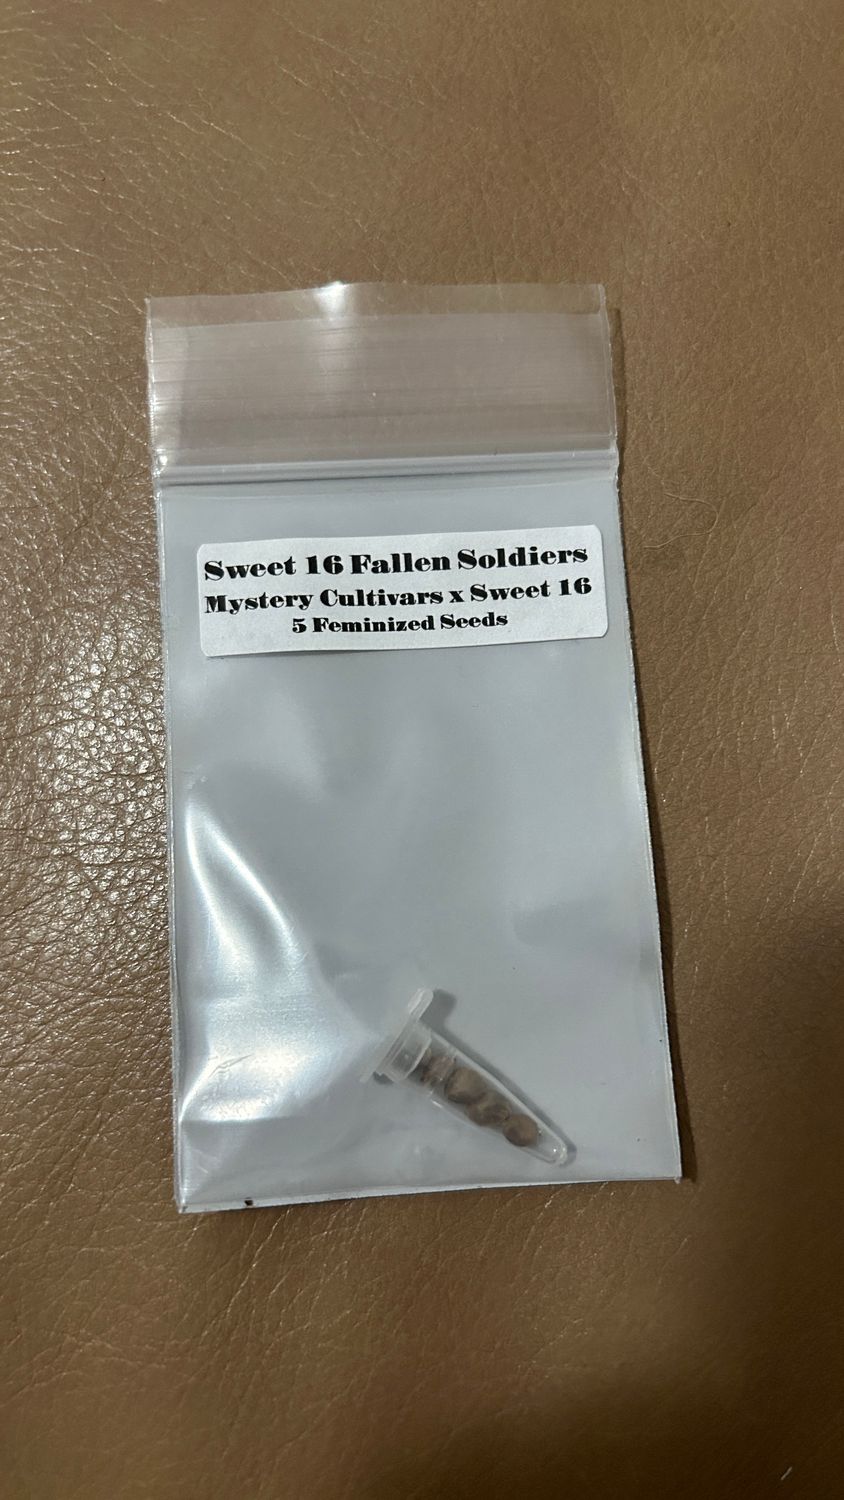 Sweet 16 Fallen Soldiers
Mystery Cultivars x Sweet 16
5 Feminized Seeds